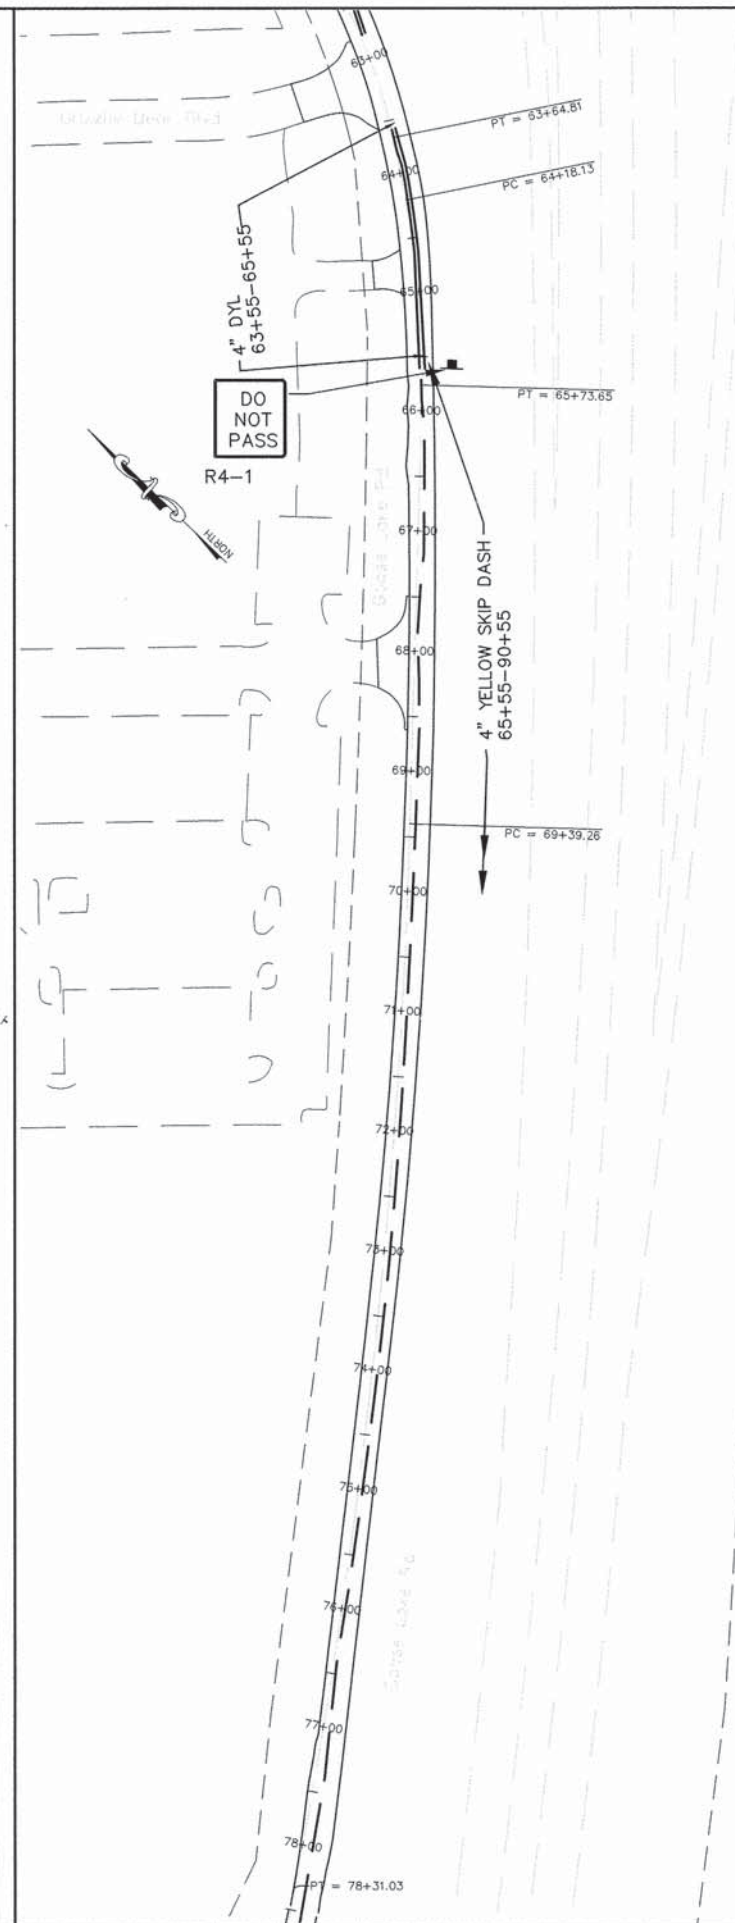 63+00
PT = 63+64.81
64+00
PC = 64+18.13
4" DYL
63+55-65+55
65+00
DO
NOT
PASS
R4-1
PT = 65+73.65
66+00
NORTH
67+00
4" YELLOW SKIP DASH
65+55-90+55
68+00
69+00
PC = 69+39.26
70+00
71+00
72+00
73+00
74+00
75+00
76+00
77+00
78+00
PT = 78+31.03